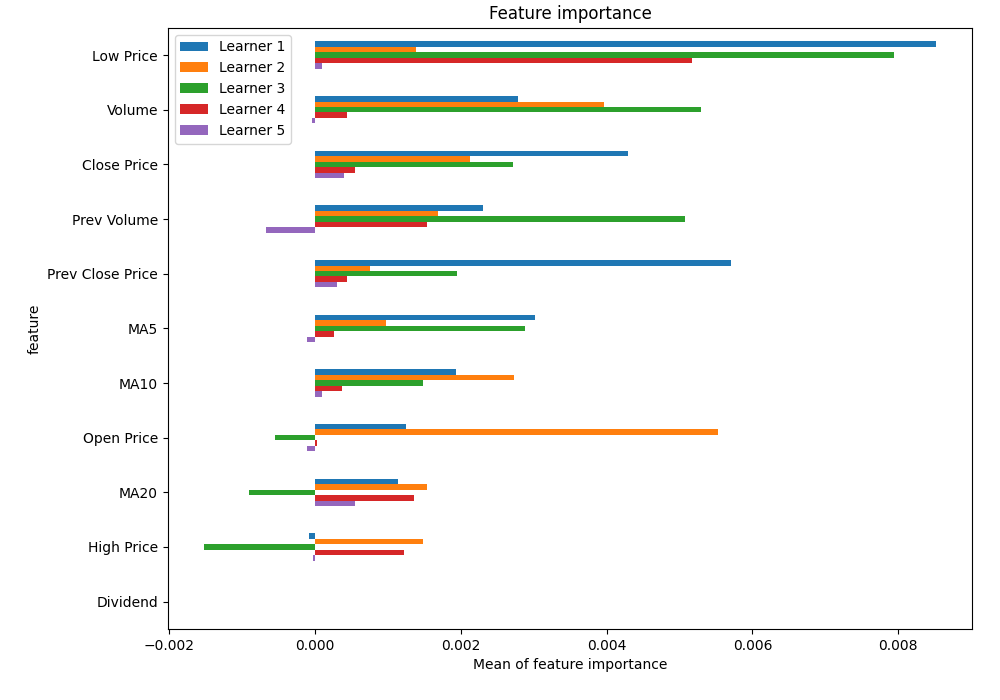 Feature importance
Learner 1
Learner 2
Learner 3
Learner 4
Learner 5
feature
Low Price
Volume
Close Price
Prev Volume
Prev Close Price
MA5
MA10
Open Price
MA20
High Price
Dividend
−0.002 0.000 0.002 0.004 0.006 0.008
Mean of feature importance